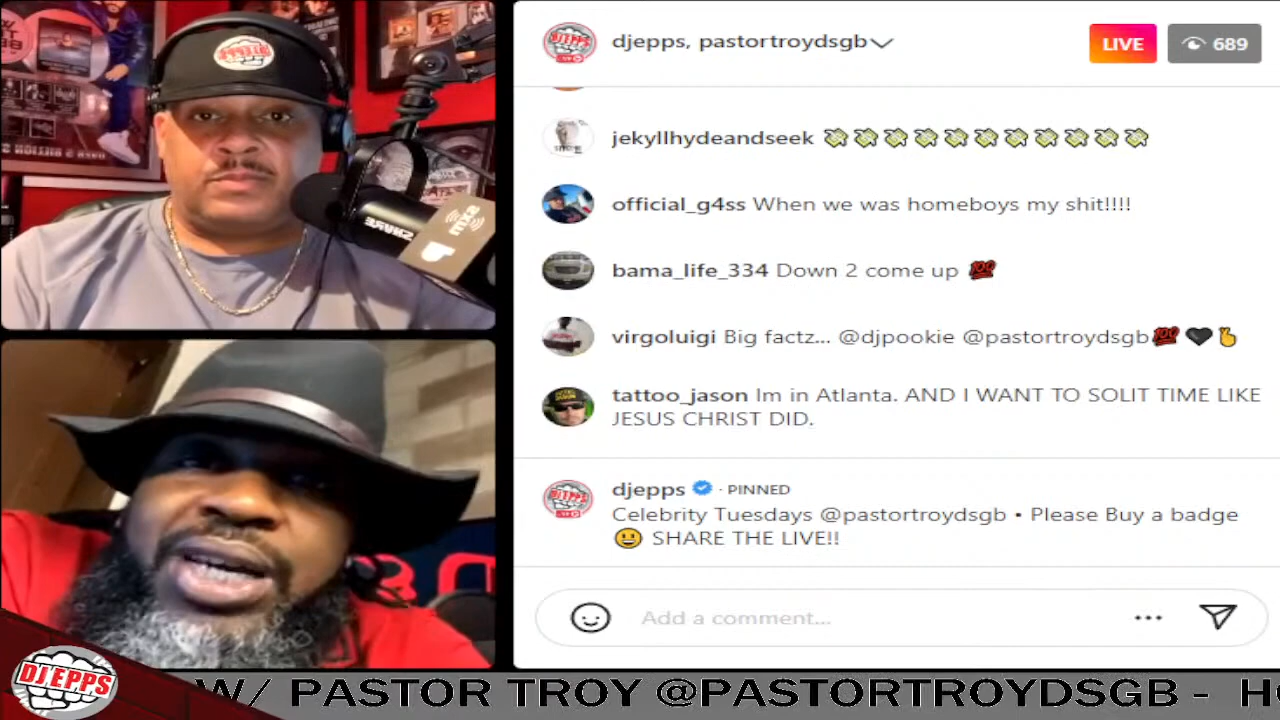 djepps, pastortroydsgb
LIVE
689
jekyllhydeandseek
official_g4ss When we was homeboys my shit!!!!
bama_life_334 Down 2 come up 💯
virgoluigi Big factz... @djpookie @pastortroydsgb💯🖤🫰
tattoo_jason Im in Atlanta. AND I WANT TO SOLIT TIME LIKE
JESUS CHRIST DID.
djepps · PINNED
Celebrity Tuesdays @pastortroydsgb • Please Buy a badge
😀 SHARE THE LIVE!!
Add a comment...
SHURE
sxm
DJ EPPS
W/ PASTOR TROY @PASTORTROYDSGB -